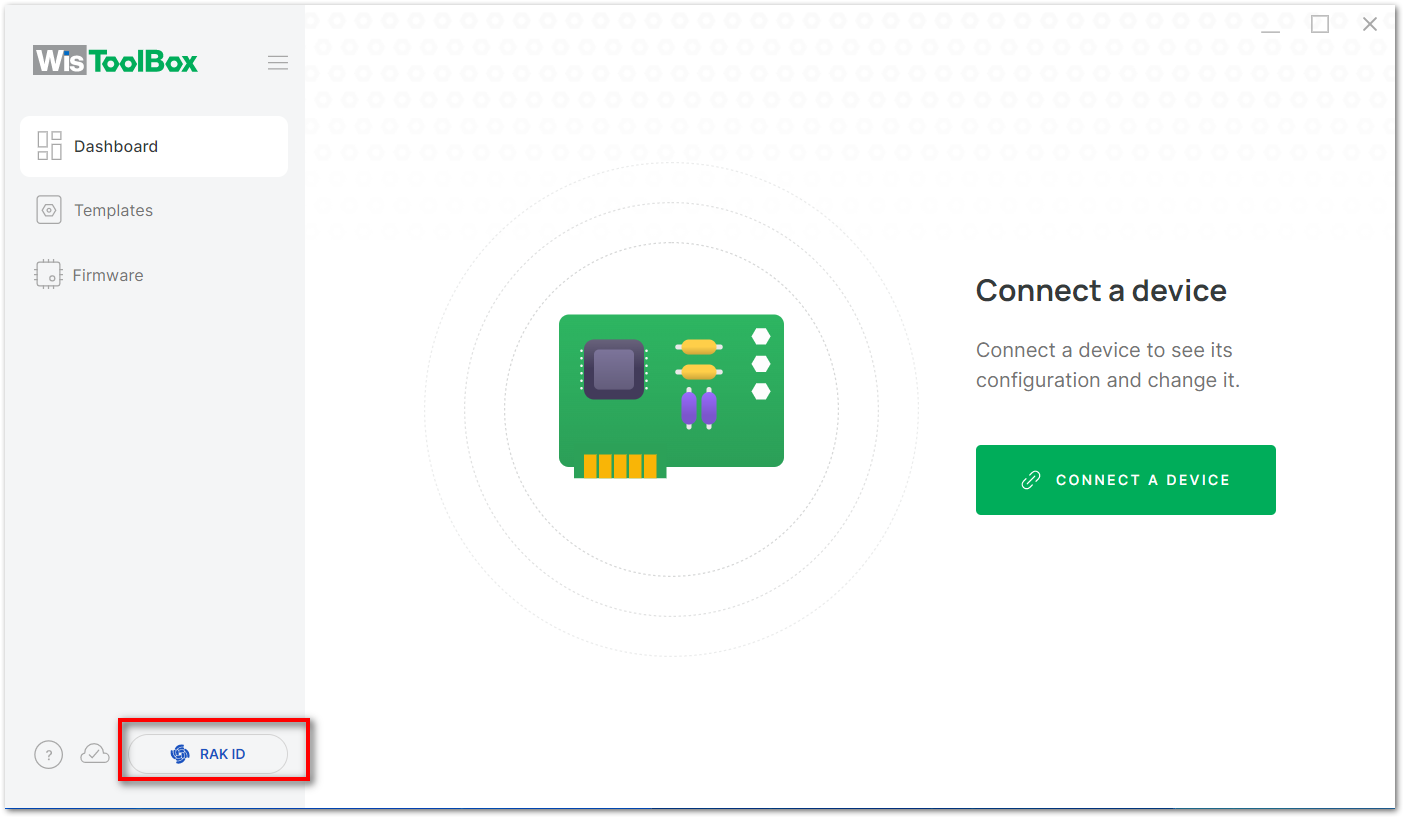 WisToolBox
Dashboard
Templates
Firmware
Connect a device
Connect a device to see its
configuration and change it.
CONNECT A DEVICE
?
RAK ID